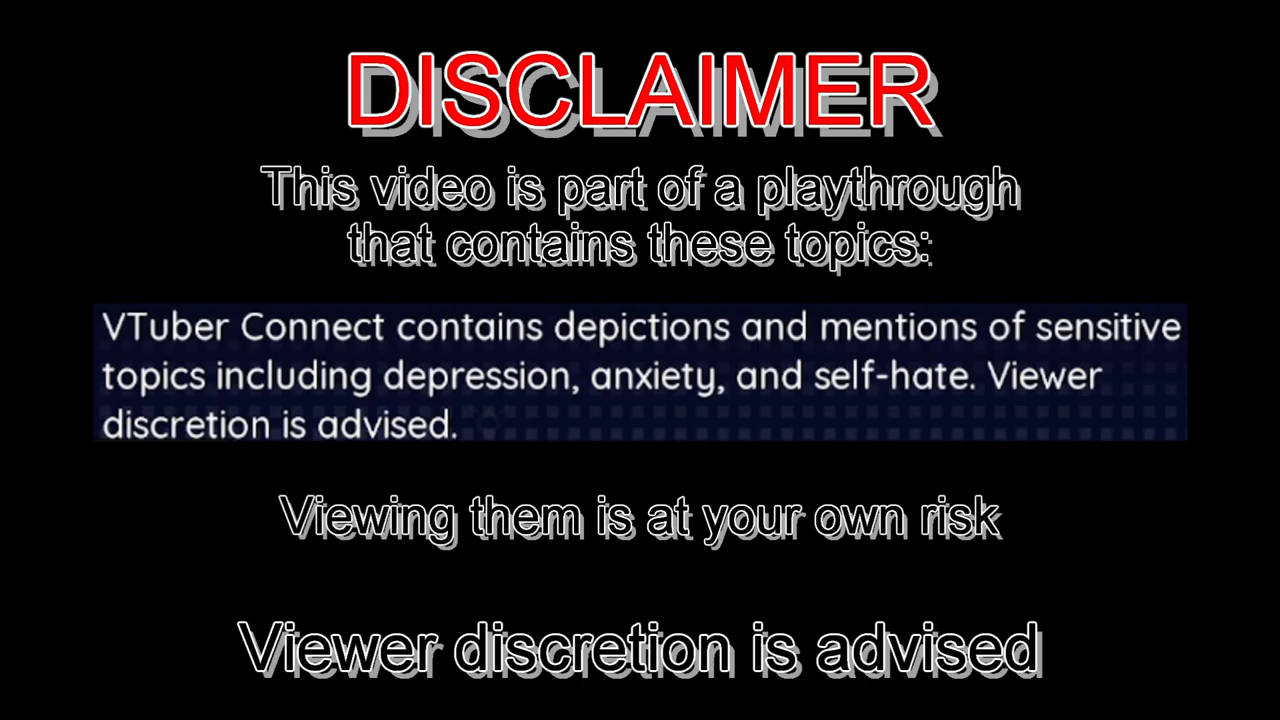 DISCLAIMER
This video is part of a playthrough
that contains these topics:
VTuber Connect contains depictions and mentions of sensitive
topics including depression, anxiety, and self-hate. Viewer
discretion is advised.
Viewing them is at your own risk
Viewer discretion is advised